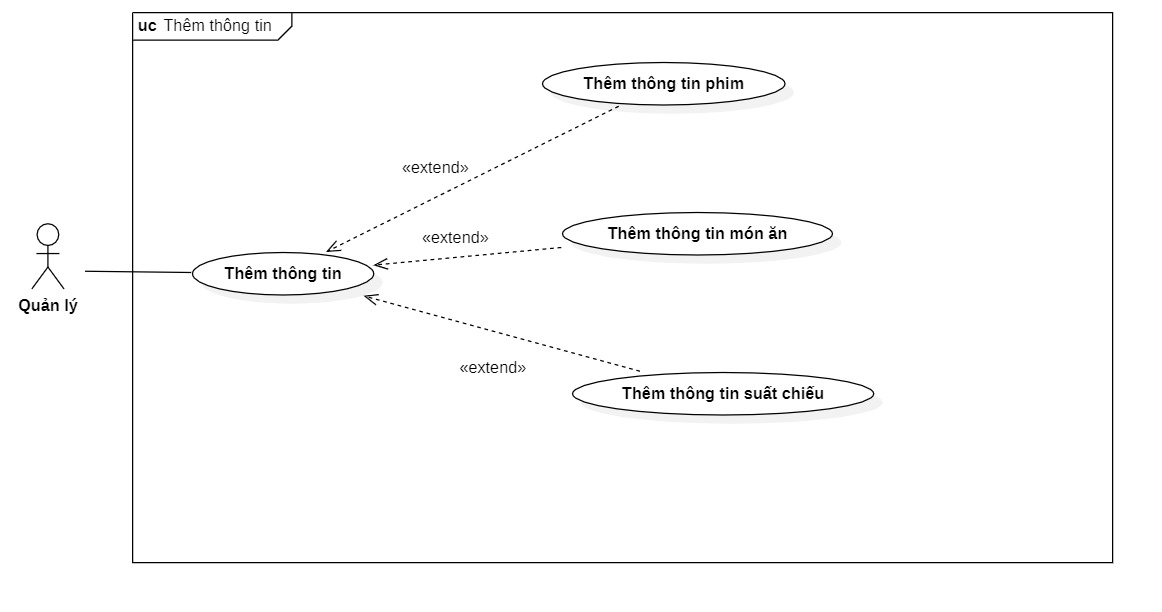 uc Thêm thông tin
Thêm thông tin phim
«extend»
Thêm thông tin món ăn
«extend»
Thêm thông tin
Quản lý
«extend»
Thêm thông tin suất chiếu